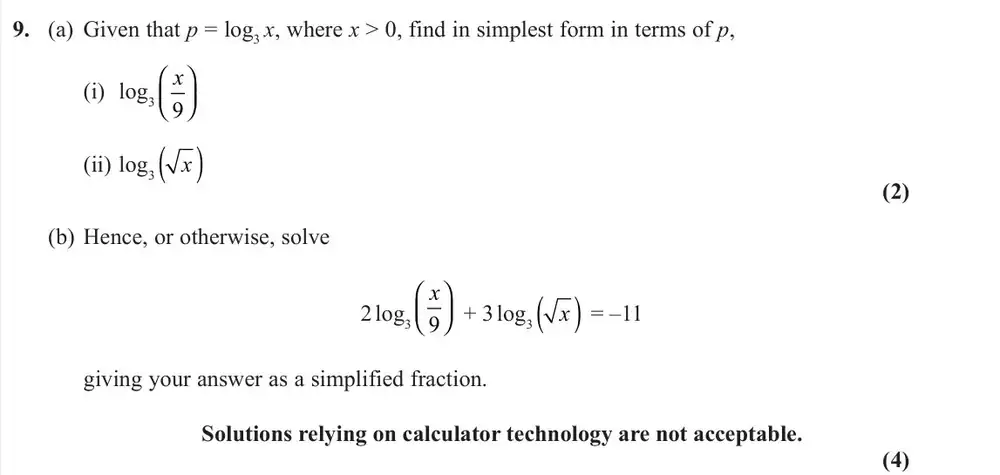 9. (a) Given that p = log₃ x, where x > 0, find in simplest form in terms of p,
(i) log₃(x/9)
(ii) log₃(√x)
(2)
(b) Hence, or otherwise, solve
2 log₃(x/9) + 3 log₃(√x) = –11
giving your answer as a simplified fraction.
Solutions relying on calculator technology are not acceptable.
(4)